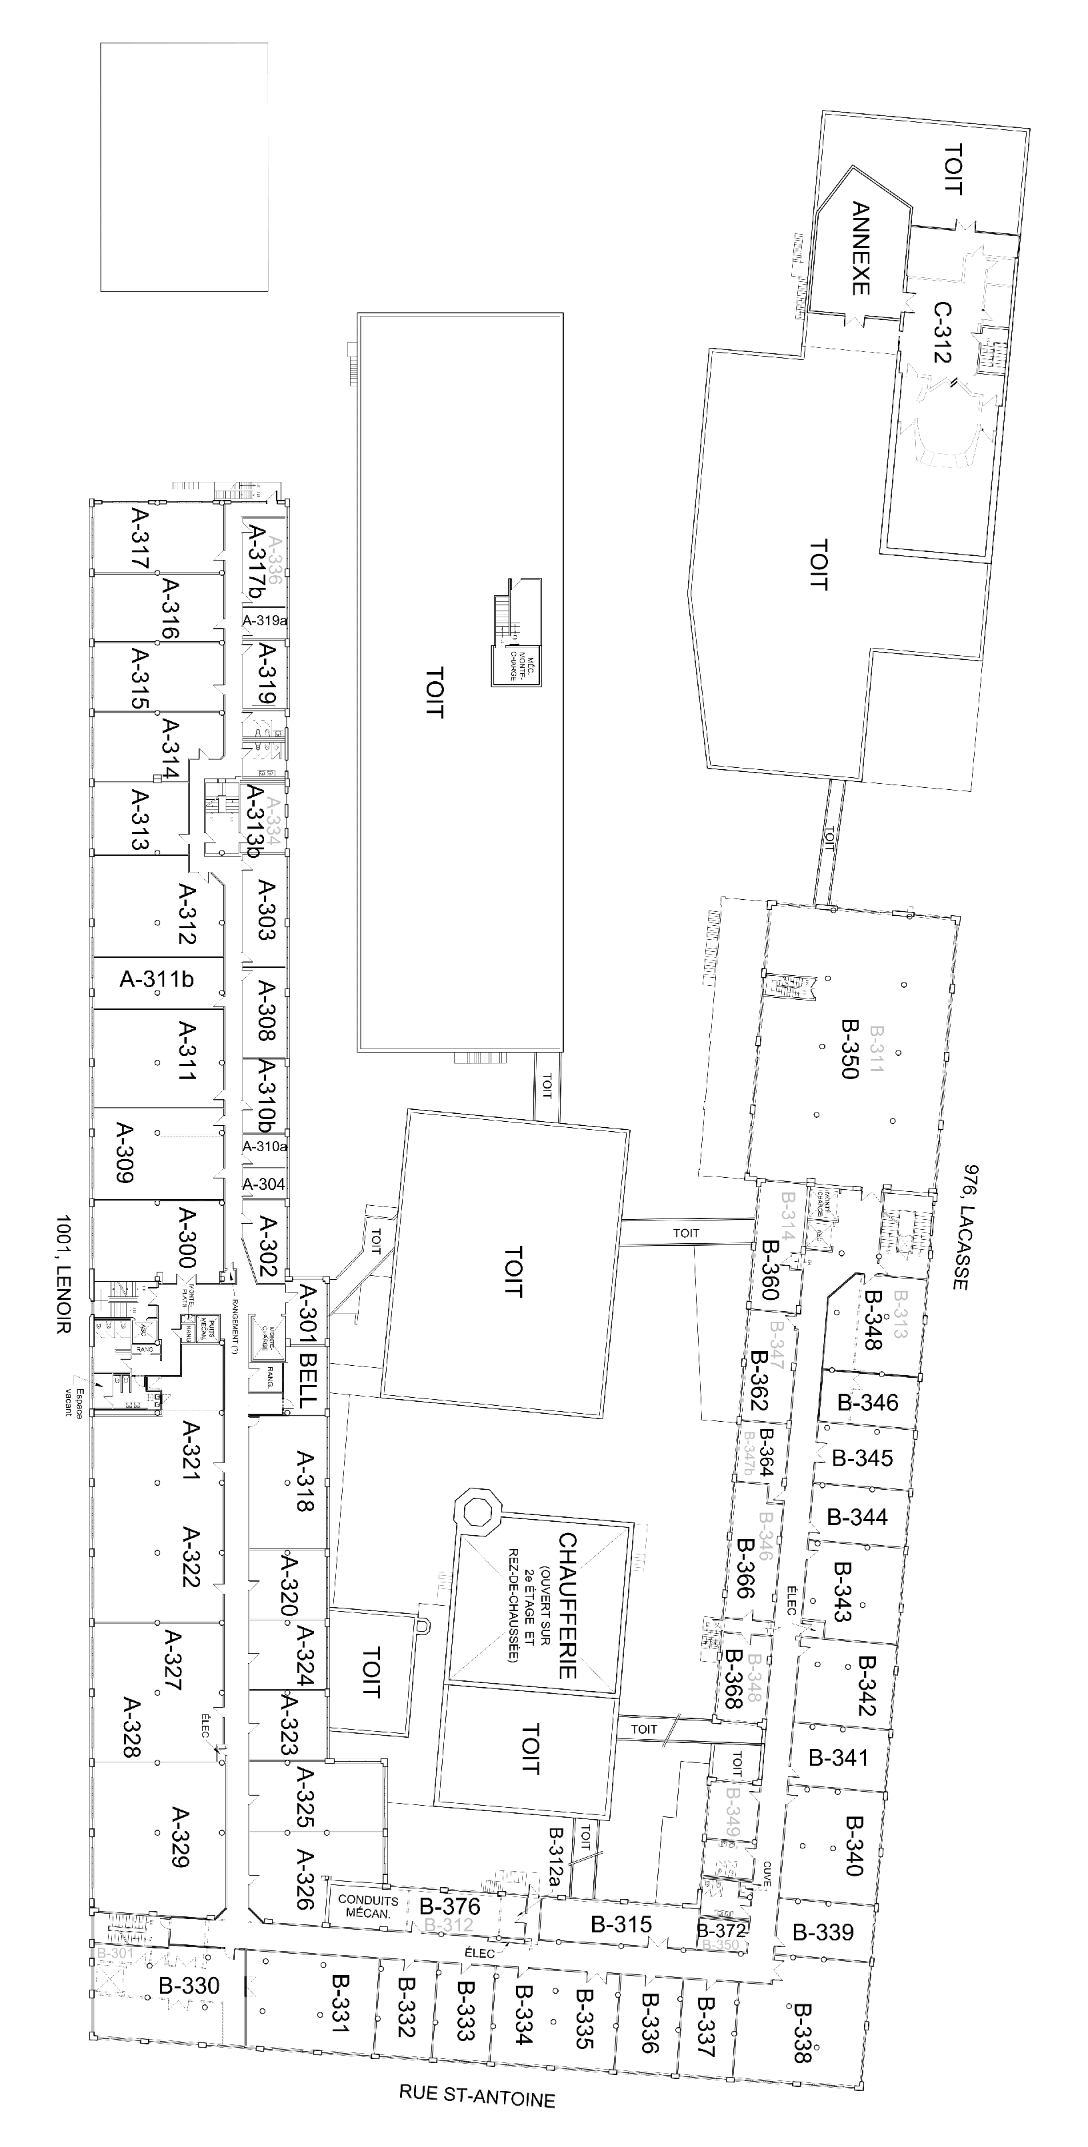 TOIT
ANNEXE
C-312
TOIT
TOIT
MÉC.
MONTE-
CHARGE
TOIT
A-317
A-336
A-317b
A-316
A-319a
A-315
A-319
A-314
A-313
A-334
A-313b
A-312
A-303
A-311b
A-308
A-311
A-310b
A-309
A-310a
A-304
A-300
A-302
1001, LENOIR
TOIT
TOIT
TOIT
TOIT
B-311
B-350
976, LACASSE
B-314
MONTE
CHARGE
B-360
B-313
B-348
B-347
B-362
B-346
B-364
B-347b
B-345
B-344
B-346
B-366
B-343
ÉLEC
B-348
B-368
B-342
TOIT
TOIT
B-341
B-349
B-340
CUVE
B-339
B-372
B-350
B-338
MONTE
PLATS
RANGEMENT (*)
ASC
RANG
RANG
PUITS
MÉCAN.
MONTE-
CHARGE
A-301
BELL
RANG.
Espace
vacant
A-321
A-318
A-322
A-320
CHAUFFERIE
(OUVERT SUR
2e ÉTAGE ET
REZ-DE-CHAUSSÉE)
A-327
A-324
TOIT
A-328
ÉLEC
A-323
TOIT
A-325
A-329
A-326
TOIT
B-312a
CONDUITS
MÉCAN.
B-376
B-312
B-315
ÉLEC
B-301
B-330
B-331
B-332
B-333
B-334
B-335
B-336
B-337
RUE ST-ANTOINE